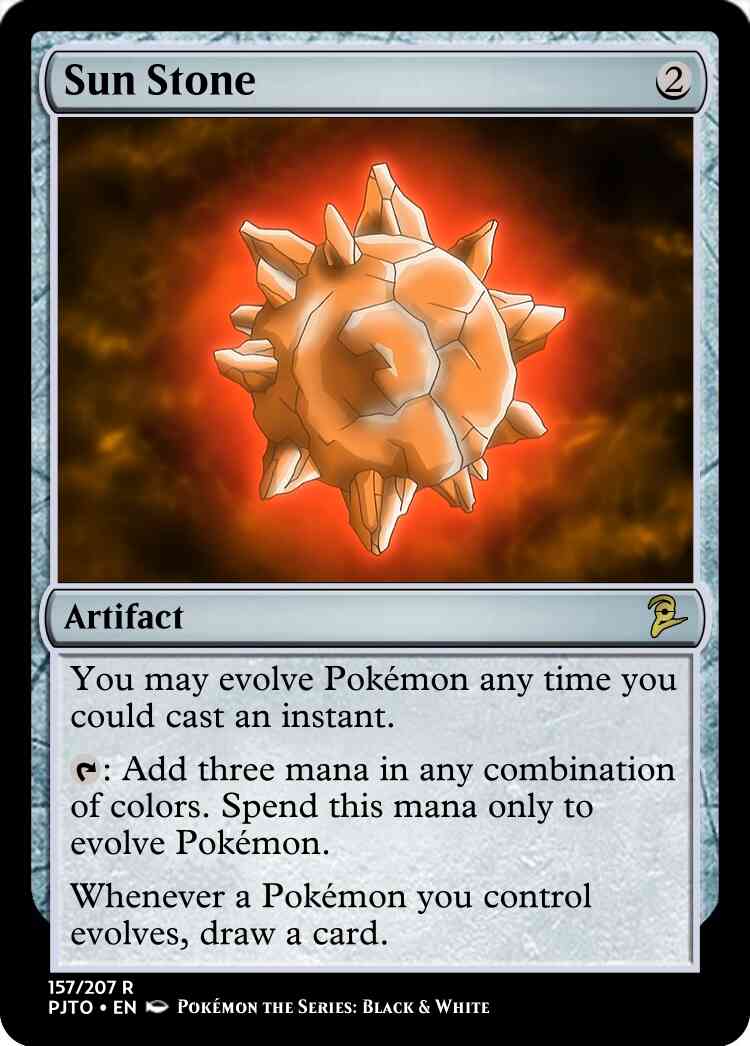 Sun Stone 2
Artifact
You may evolve Pokémon any time you
could cast an instant.
: Add three mana in any combination
of colors. Spend this mana only to
evolve Pokémon.
Whenever a Pokémon you control
evolves, draw a card.
157/207 R
PJTO • EN Pokémon the Series: Black & White